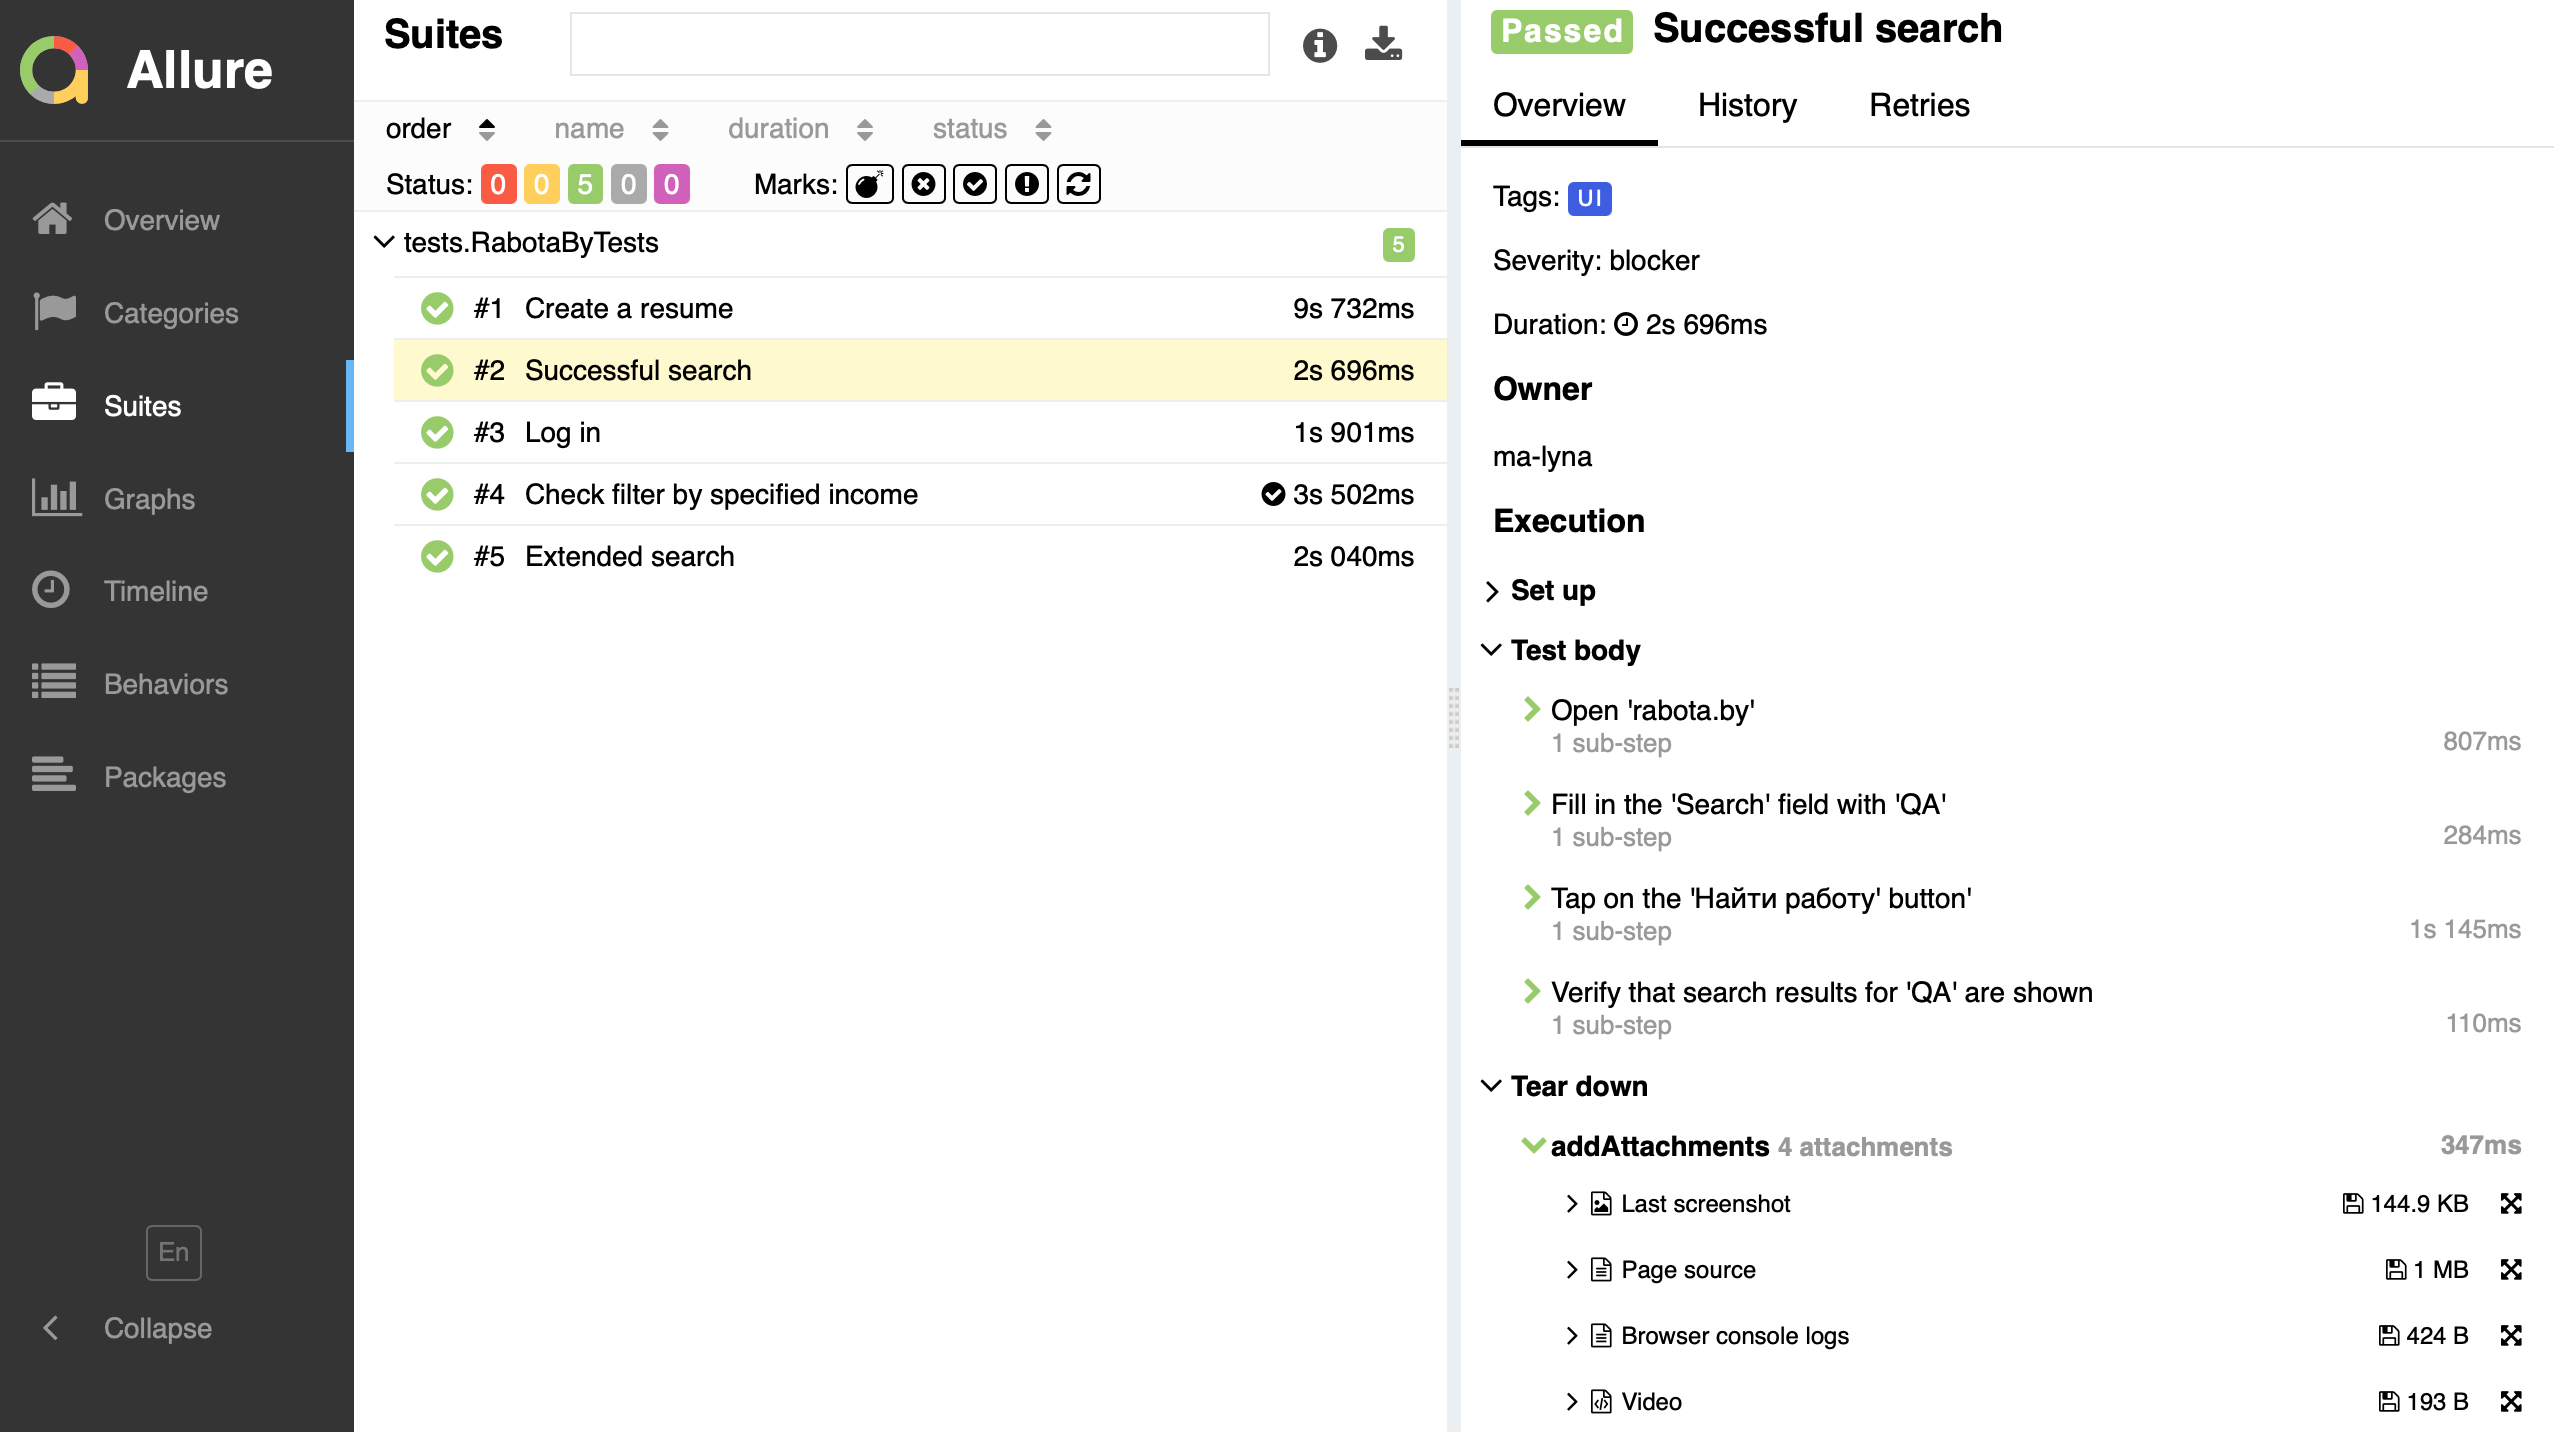 Allure
Overview
Categories
Suites
Graphs
Timeline
Behaviors
Packages
En
Collapse
Suites
order name duration status
Status: 0 0 5 0 0 Marks:
tests.RabotaByTests 5
#1 Create a resume 9s 732ms
#2 Successful search 2s 696ms
#3 Log in 1s 901ms
#4 Check filter by specified income 3s 502ms
#5 Extended search 2s 040ms
Passed Successful search
Overview History Retries
Tags: UI
Severity: blocker
Duration: 2s 696ms
Owner
ma-lyna
Execution
Set up
Test body
Open 'rabota.by'
1 sub-step 807ms
Fill in the 'Search' field with 'QA'
1 sub-step 284ms
Tap on the 'Найти работу' button'
1 sub-step 1s 145ms
Verify that search results for 'QA' are shown
1 sub-step 110ms
Tear down
addAttachments 4 attachments 347ms
Last screenshot 144.9 KB
Page source 1 MB
Browser console logs 424 B
Video 193 B